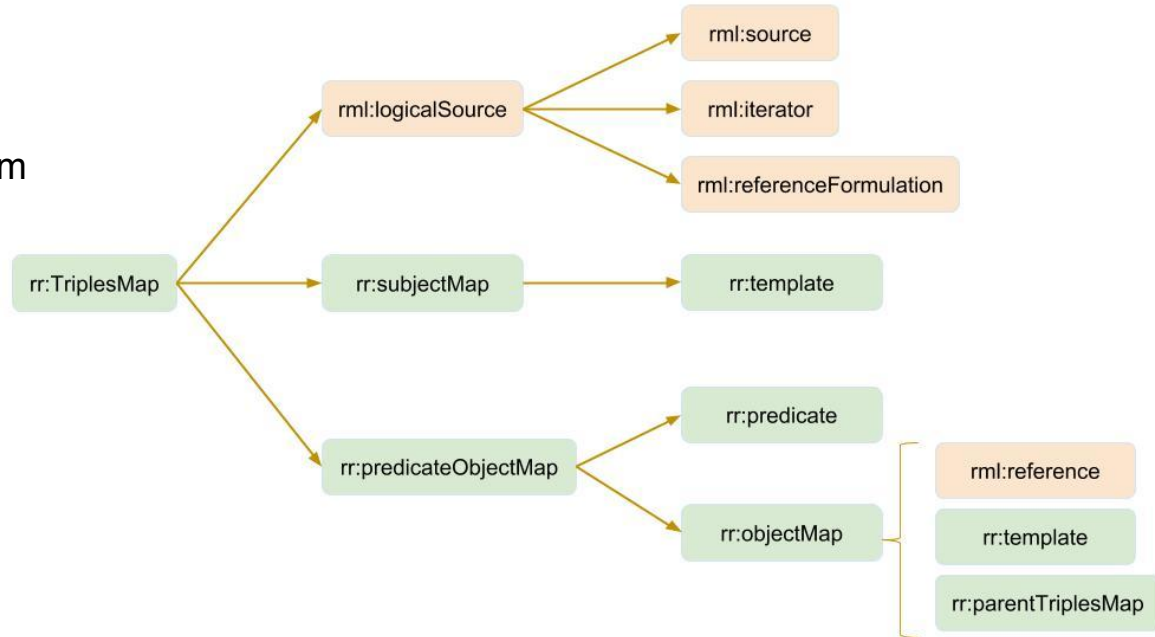 rml:source
rml:logicalSource
rml:iterator
m
rml:referenceFormulation
rr:TriplesMap
rr:subjectMap
rr:template
rr:predicate
rr:predicateObjectMap
rml:reference
rr:objectMap
rr:template
rr:parentTriplesMap